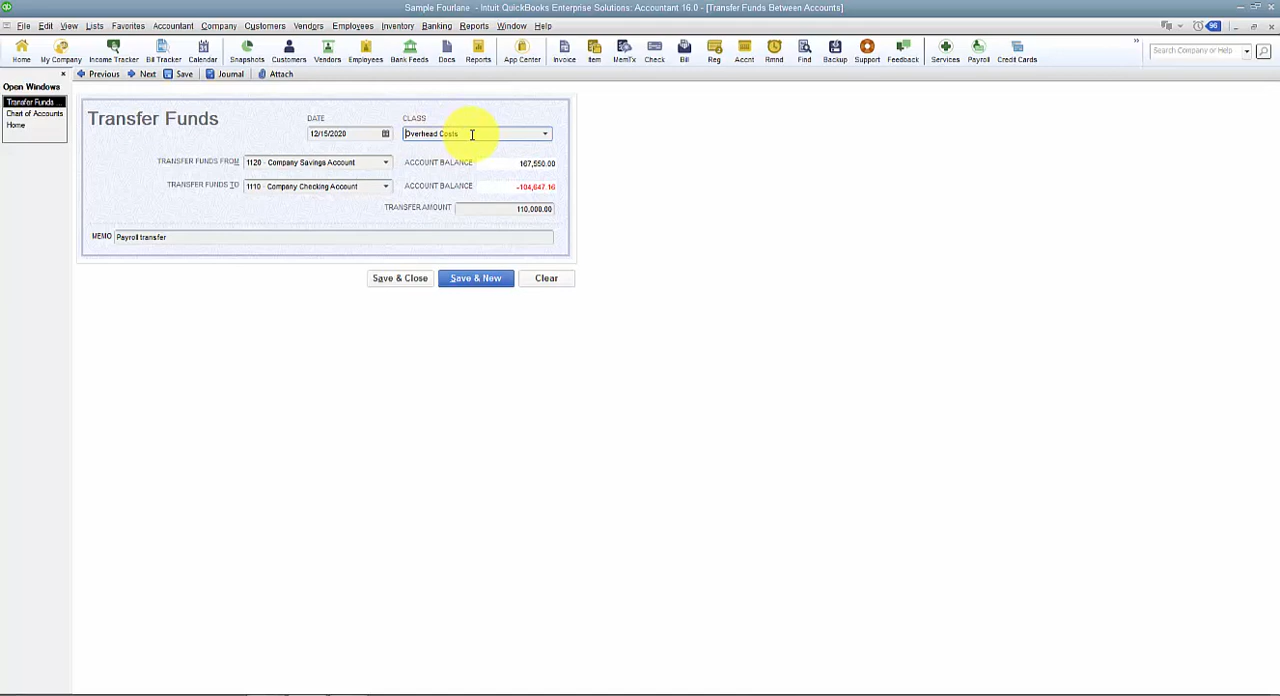 Sample Fourlane - Intuit QuickBooks Enterprise Solutions: Accountant 16.0 - [Transfer Funds Between Accounts]
File Edit View Lists Favorites Accountant Company Customers Vendors Employees Inventory Banking Reports Window Help 96
Home My Company Income Tracker Bill Tracker Calendar Snapshots Customers Vendors Employees Bank Feeds Docs Reports App Center Invoice Item MemTx Check Bill Reg Accnt Rmnd Find Backup Support Feedback Services Payroll Credit Cards Search Company or Help
Previous Next Save Journal Attach
Open Windows
Transfer Funds ...
Chart of Accounts
Home
Transfer Funds
DATE CLASS
12/15/2020 Overhead Costs
TRANSFER FUNDS FROM 1120 · Company Savings Account ACCOUNT BALANCE 167,550.00
TRANSFER FUNDS TO 1110 · Company Checking Account ACCOUNT BALANCE -104,647.16
TRANSFER AMOUNT 110,000.00
MEMO Payroll transfer
Save & Close Save & New Clear